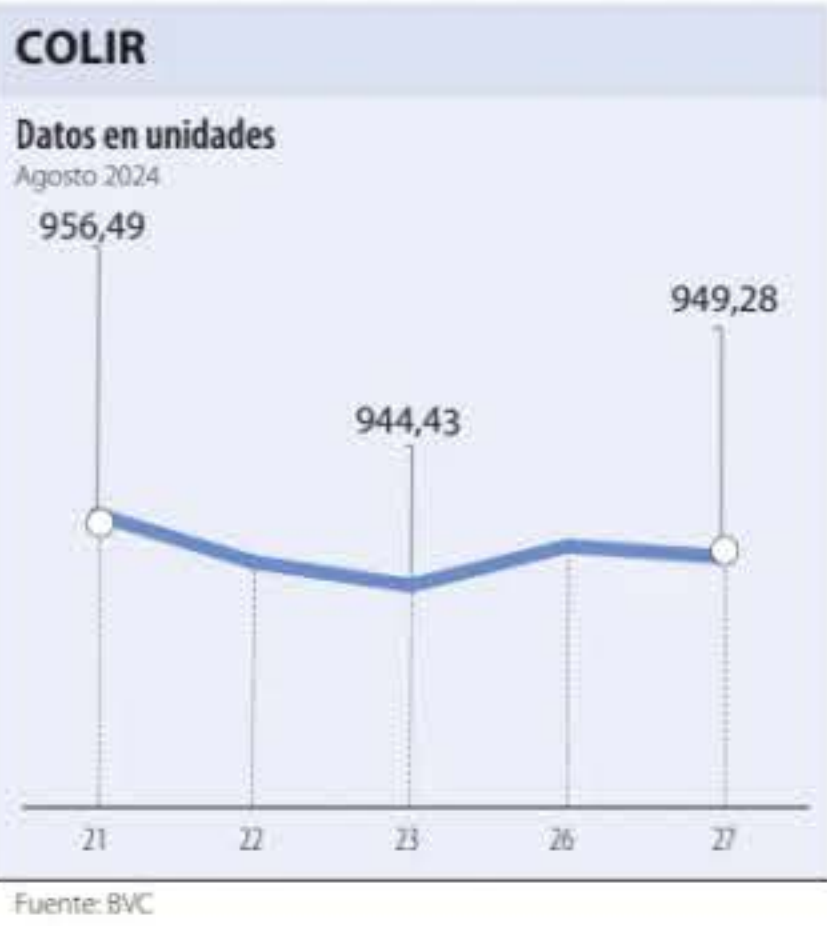 COLIR
Datos en unidades
Agosto 2024
956,49
949,28
944,43
21 22 23 26 27
Fuente: BVC